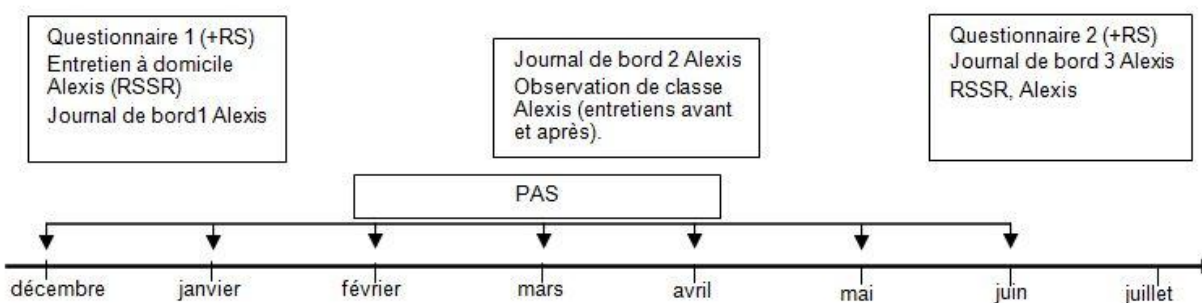 Questionnaire 1 (+RS)
Entretien à domicile
Alexis (RSSR)
Journal de bord1 Alexis
Journal de bord 2 Alexis
Observation de classe
Alexis (entretiens avant
et après).
Questionnaire 2 (+RS)
Journal de bord 3 Alexis
RSSR, Alexis
PAS
décembre janvier février mars avril mai juin juillet